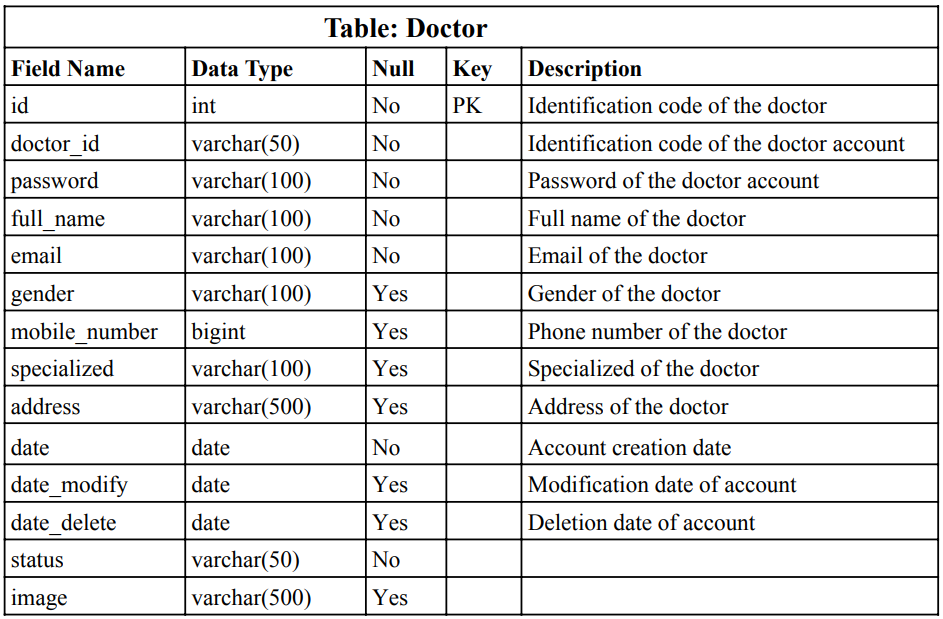 Table: Doctor
Field Name Data Type Null Key Description
id int No PK Identification code of the doctor
doctor_id varchar(50) No Identification code of the doctor account
password varchar(100) No Password of the doctor account
full_name varchar(100) No Full name of the doctor
email varchar(100) No Email of the doctor
gender varchar(100) Yes Gender of the doctor
mobile_number bigint Yes Phone number of the doctor
specialized varchar(100) Yes Specialized of the doctor
address varchar(500) Yes Address of the doctor
date date No Account creation date
date_modify date Yes Modification date of account
date_delete date Yes Deletion date of account
status varchar(50) No
image varchar(500) Yes